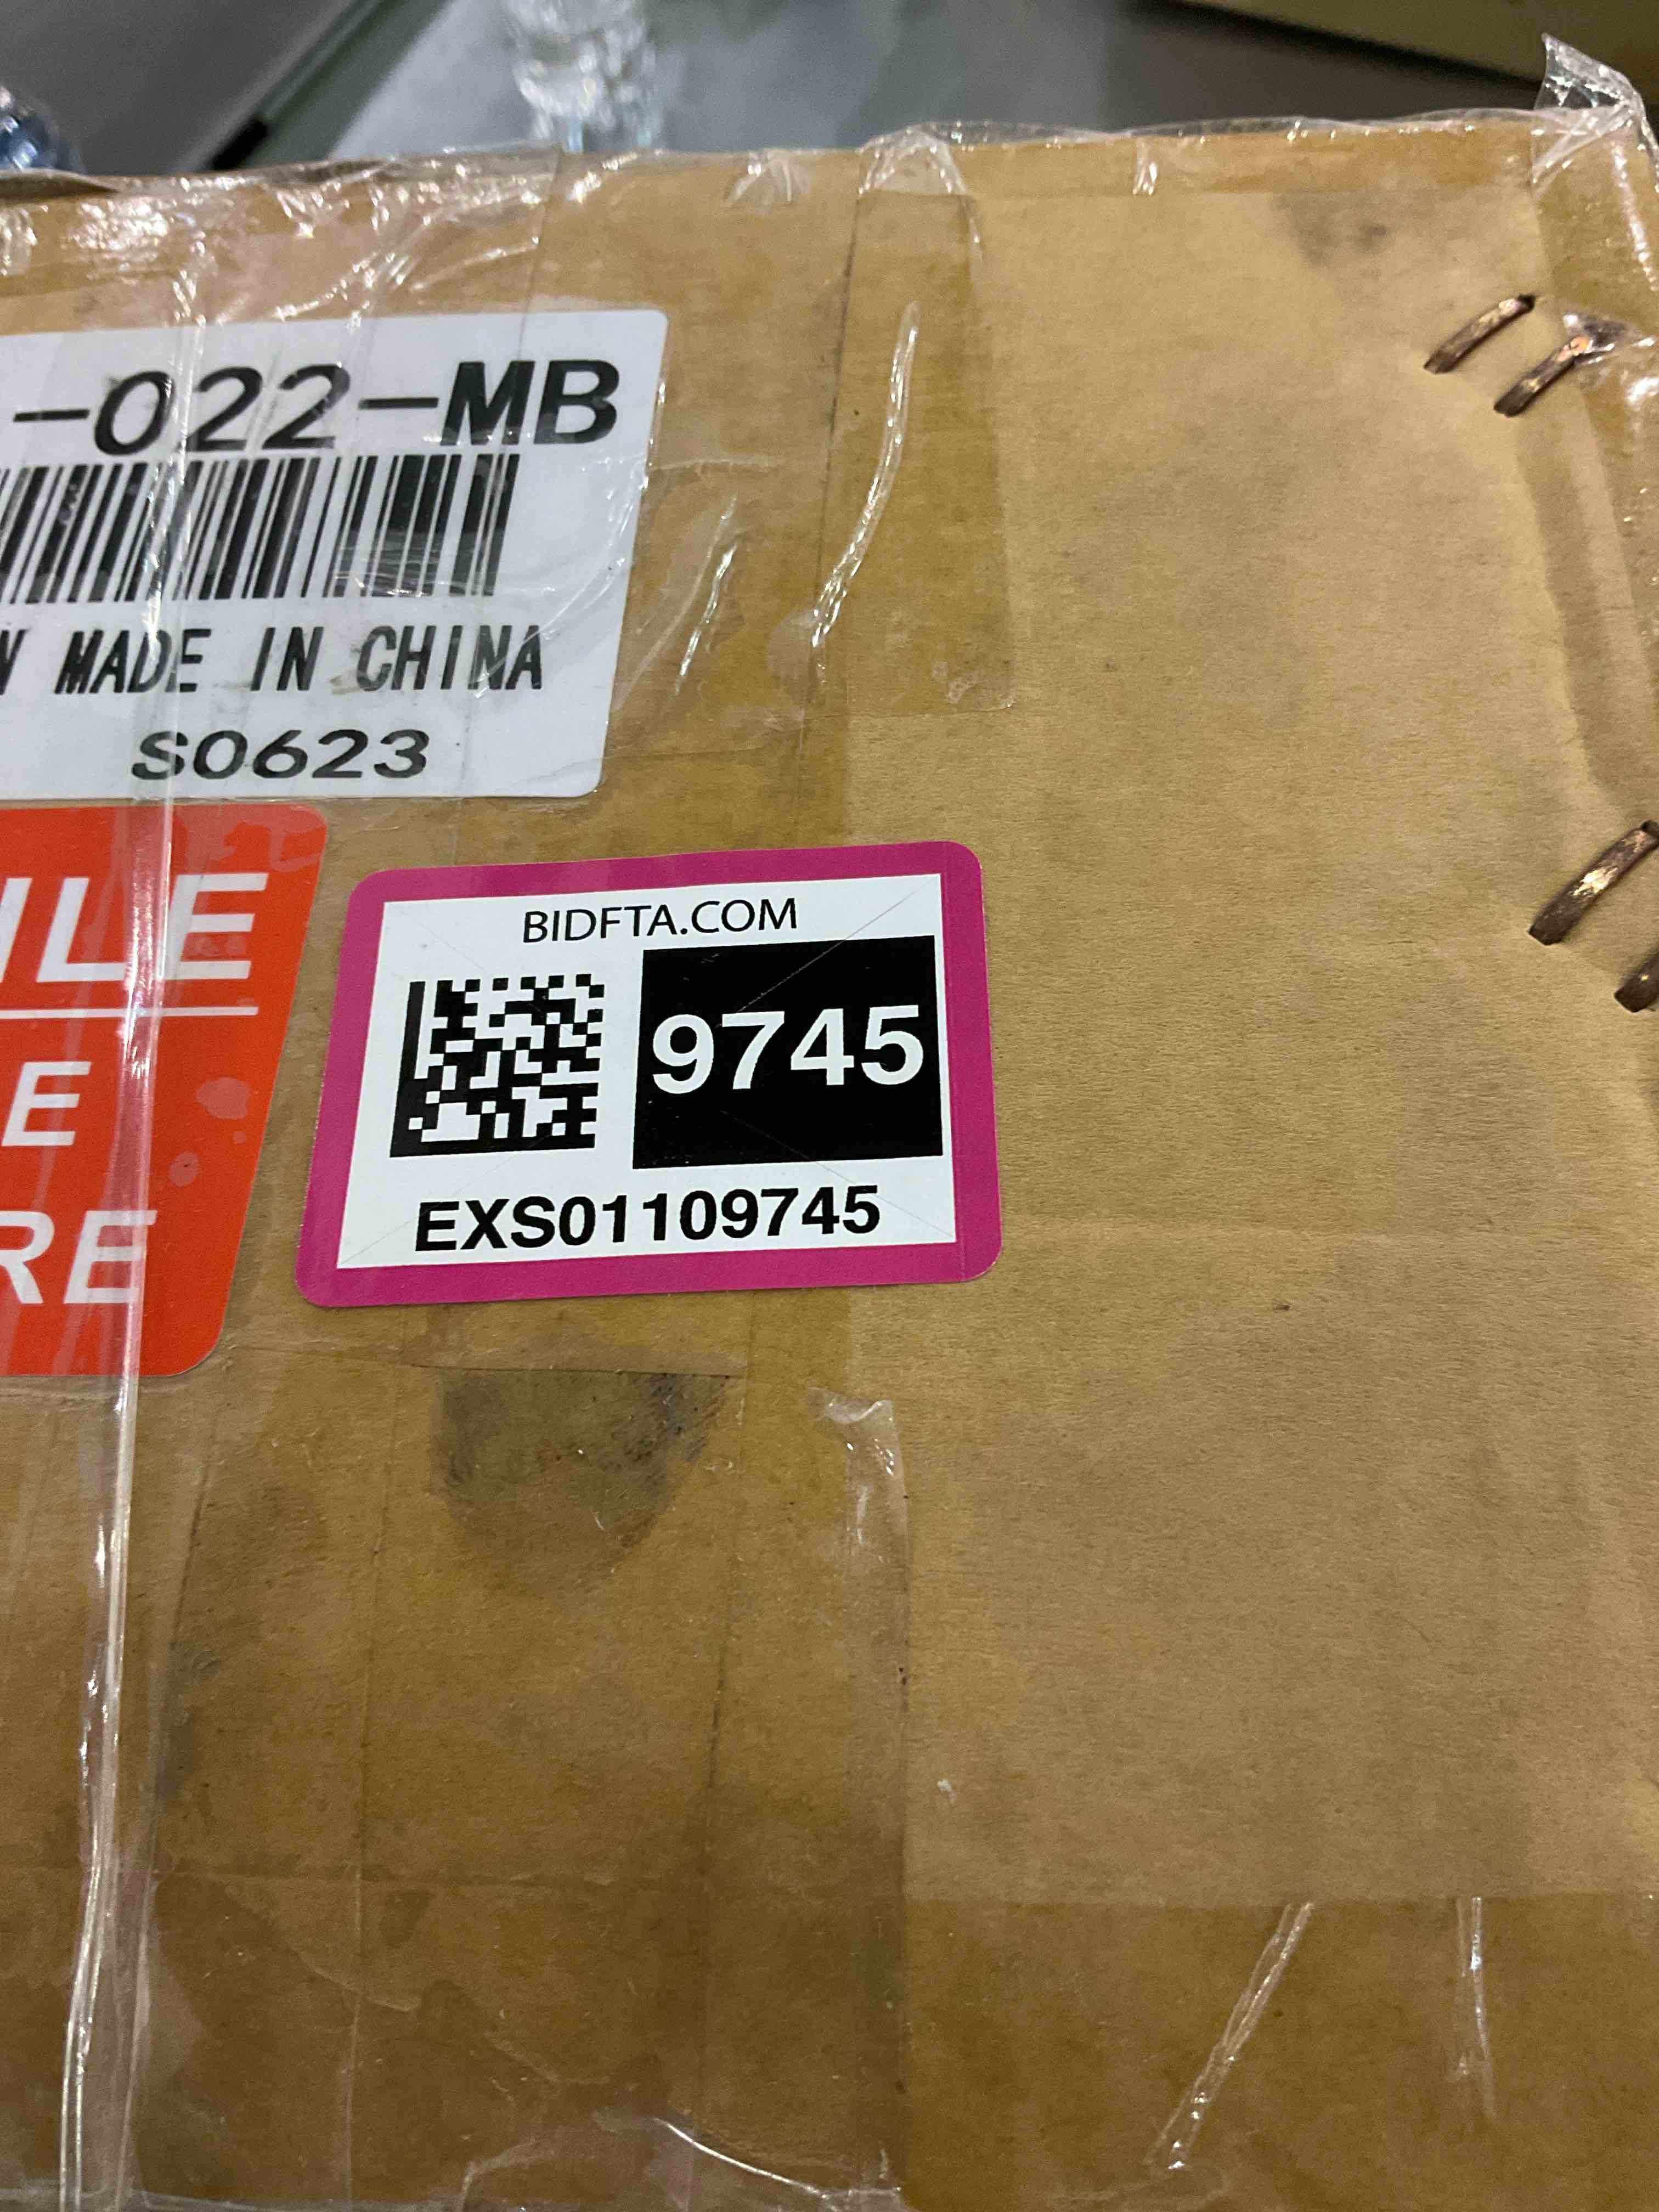 -022-MB
MADE IN CHINA
S0623
BIDFTA.COM
9745
EXS01109745